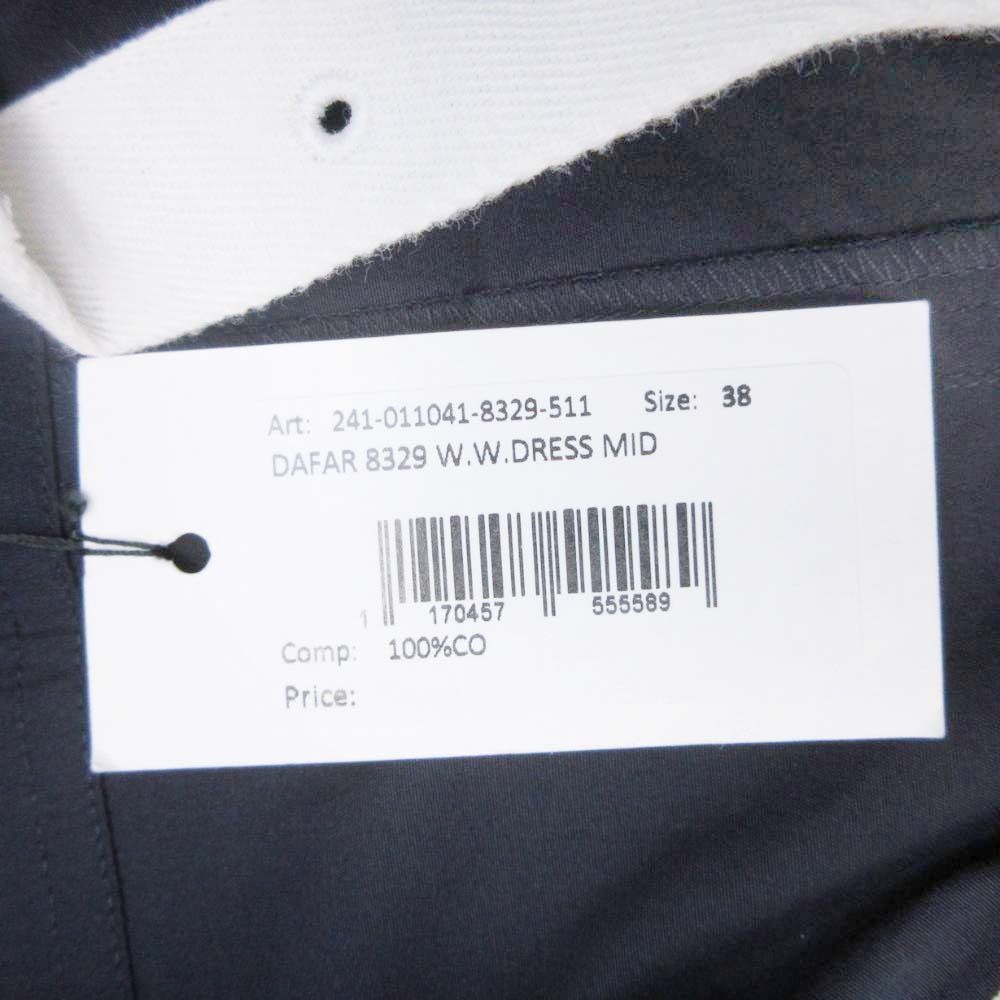 Art: 241-011041-8329-511 Size: 38
DAFAR 8329 W.W.DRESS MID
1 170457 555589
Comp: 100%CO
Price: